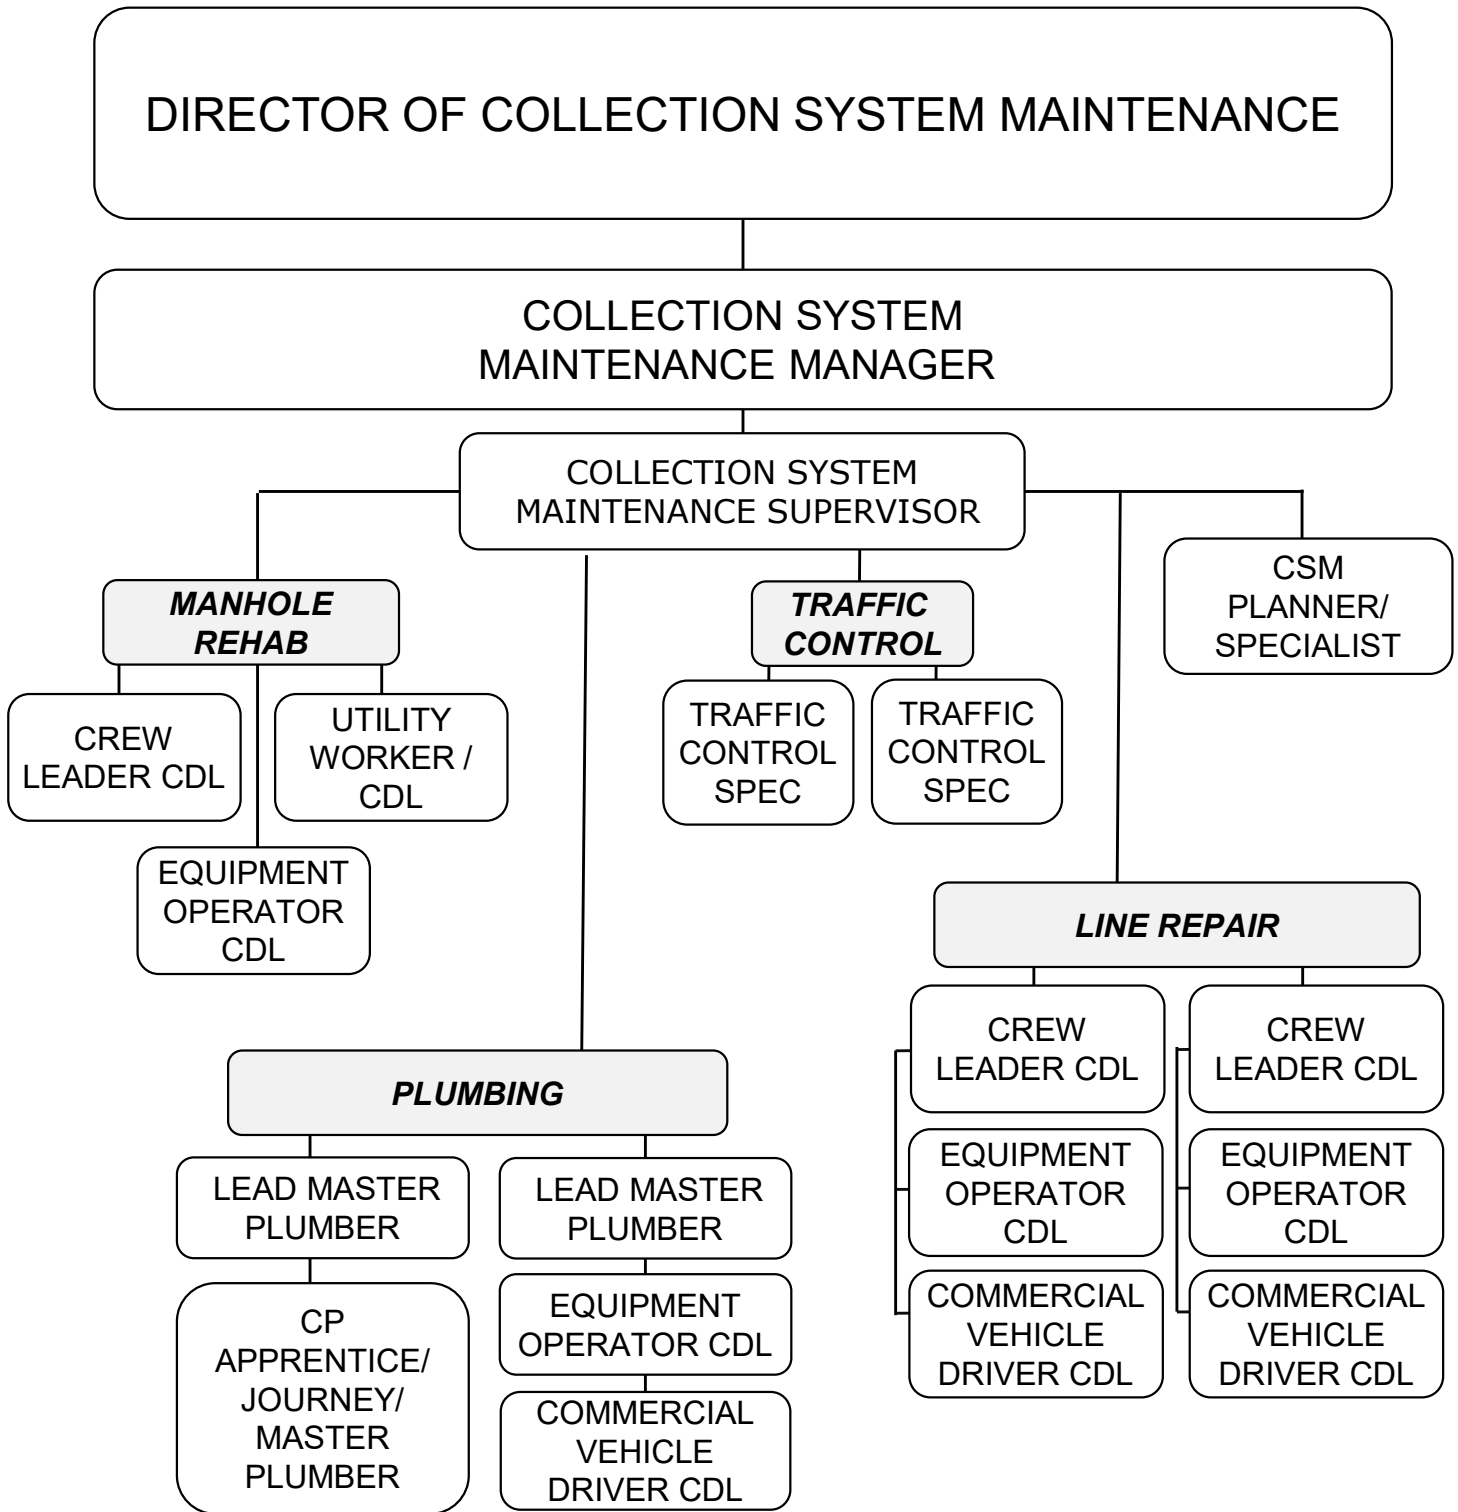 DIRECTOR OF COLLECTION SYSTEM MAINTENANCE
COLLECTION SYSTEM
MAINTENANCE MANAGER
COLLECTION SYSTEM
MAINTENANCE SUPERVISOR
MANHOLE
REHAB
CREW
LEADER CDL
UTILITY
WORKER /
CDL
EQUIPMENT
OPERATOR
CDL
TRAFFIC
CONTROL
TRAFFIC
CONTROL
SPEC
TRAFFIC
CONTROL
SPEC
CSM
PLANNER/
SPECIALIST
PLUMBING
LEAD MASTER
PLUMBER
CP
APPRENTICE/
JOURNEY/
MASTER
PLUMBER
LEAD MASTER
PLUMBER
EQUIPMENT
OPERATOR CDL
COMMERCIAL
VEHICLE
DRIVER CDL
LINE REPAIR
CREW
LEADER CDL
EQUIPMENT
OPERATOR
CDL
COMMERCIAL
VEHICLE
DRIVER CDL
CREW
LEADER CDL
EQUIPMENT
OPERATOR
CDL
COMMERCIAL
VEHICLE
DRIVER CDL